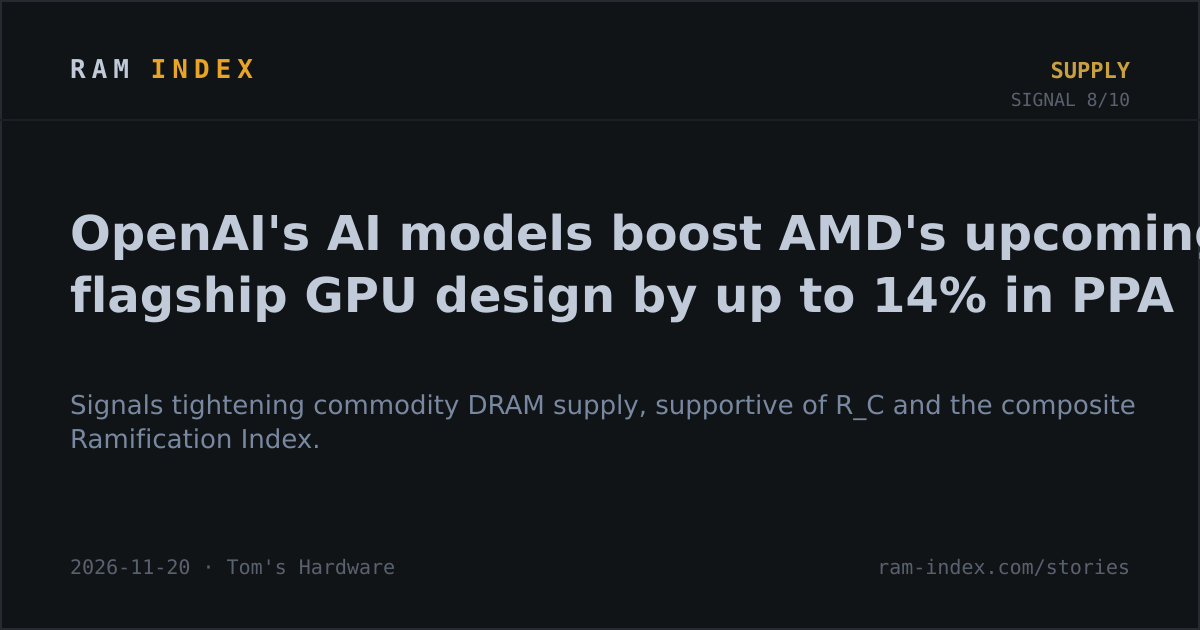 RAM INDEX
SUPPLY
SIGNAL 8/10
OpenAI's AI models boost AMD's upcoming
flagship GPU design by up to 14% in PPA
Signals tightening commodity DRAM supply, supportive of R_C and the composite
Ramification Index.
2026-11-20 · Tom's Hardware
ram-index.com/stories